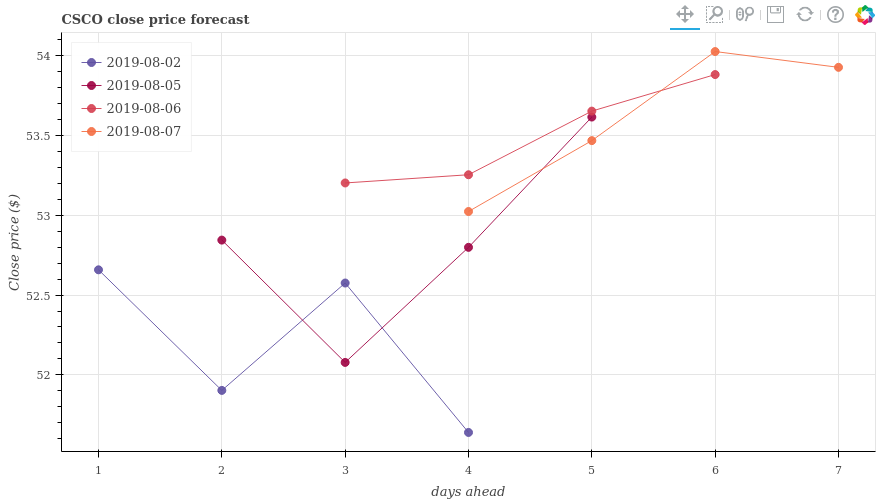 CSCO close price forecast
2019-08-02
2019-08-05
2019-08-06
2019-08-07
54
53.5
53
52.5
52
Close price ($)
1 2 3 4 5 6 7
days ahead